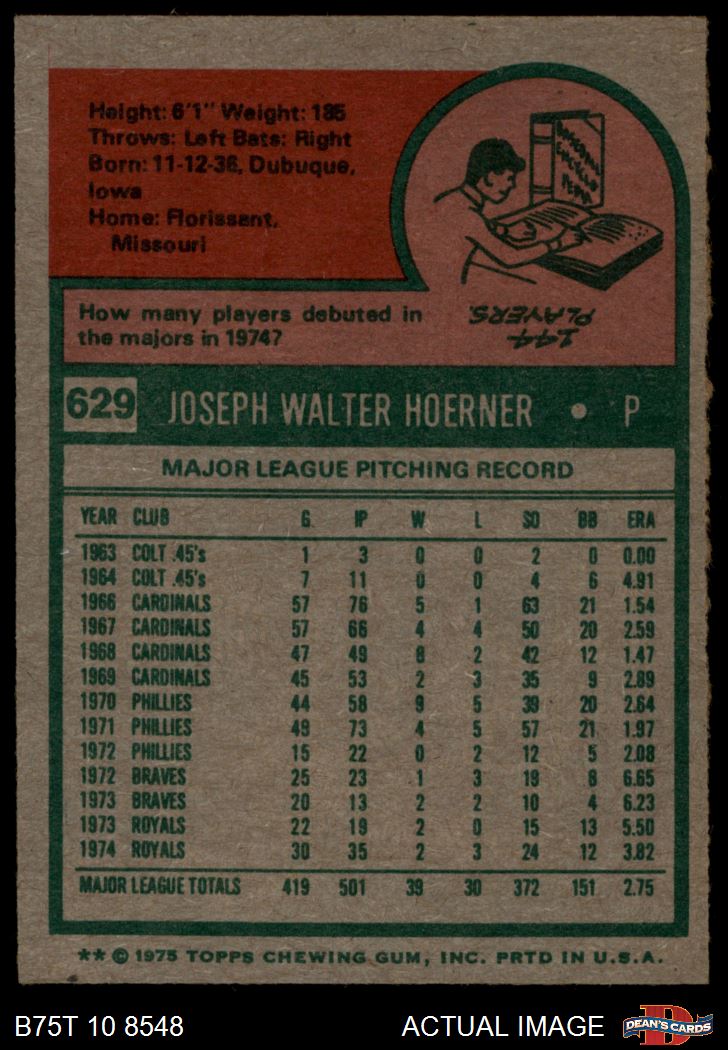 Height: 6'1" Weight: 185
Throws: Left Bats: Right
Born: 11-12-36, Dubuque,
Iowa
Home: Florissant,
Missouri
BASEBALL
ENCYCLO
PEDIA
How many players debuted in
the majors in 1974?
144
PLAYERS.
629 JOSEPH WALTER HOERNER • P
MAJOR LEAGUE PITCHING RECORD
YEAR CLUB G. IP W L SO BB ERA
1963 COLT .45's 1 3 0 0 2 0 0.00
1964 COLT .45's 7 11 0 0 4 6 4.91
1966 CARDINALS 57 76 5 1 63 21 1.54
1967 CARDINALS 57 66 4 4 50 20 2.59
1968 CARDINALS 47 49 8 2 42 12 1.47
1969 CARDINALS 45 53 2 3 35 9 2.89
1970 PHILLIES 44 58 9 5 39 20 2.64
1971 PHILLIES 49 73 4 5 57 21 1.97
1972 PHILLIES 15 22 0 2 12 5 2.08
1972 BRAVES 25 23 1 3 19 8 6.65
1973 BRAVES 20 13 2 2 10 4 6.23
1973 ROYALS 22 19 2 0 15 13 5.50
1974 ROYALS 30 35 2 3 24 12 3.82
MAJOR LEAGUE TOTALS 419 501 39 30 372 151 2.75
** © 1975 TOPPS CHEWING GUM, INC. PRTD IN U.S.A.
B75T 10 8548 ACTUAL IMAGE DEAN'S CARDS